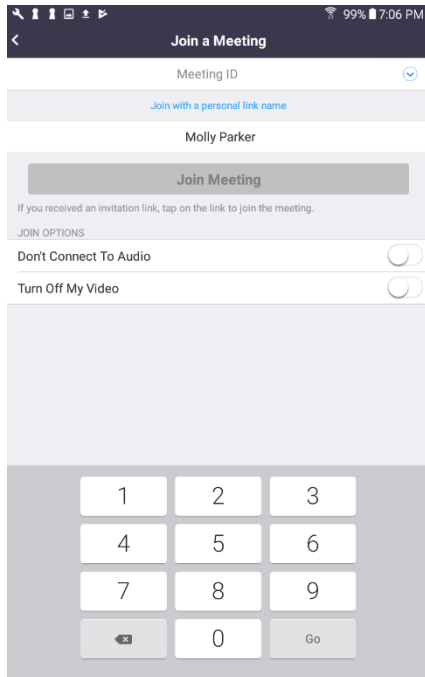 99% 7:06 PM
Join a Meeting
Meeting ID
Join with a personal link name
Molly Parker
Join Meeting
If you received an invitation link, tap on the link to join the meeting.
JOIN OPTIONS
Don't Connect To Audio
Turn Off My Video
1 2 3
4 5 6
7 8 9
0 Go